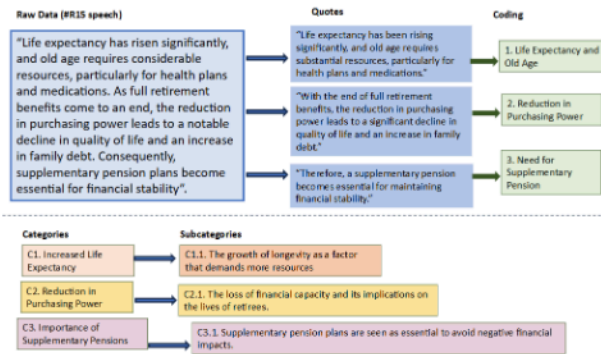 Raw Data (#R15 speech)
Quotes
Coding
“Life expectancy has risen significantly,
and old age requires considerable
resources, particularly for health plans
and medications. As full retirement
benefits come to an end, the reduction
in purchasing power leads to a notable
decline in quality of life and an increase
in family debt. Consequently,
supplementary pension plans become
essential for financial stability”.
“Life expectancy has been rising
significantly, and old age requires
substantial resources, particularly for
health plans and medications.”
“With the end of full retirement
benefits, the reduction in purchasing
power leads to a significant decline in
quality of life and an increase in family
debt.”
“Therefore, a supplementary pension
becomes essential for maintaining
financial stability.”
1. Life Expectancy and
Old Age
2. Reduction in
Purchasing Power
3. Need for
Supplementary
Pension
Categories
Subcategories
C1. Increased Life
Expectancy
C1.1. The growth of longevity as a factor
that demands more resources
C2. Reduction in
Purchasing Power
C2.1. The loss of financial capacity and its implications on
the lives of retirees.
C3. Importance of
Supplementary Pensions
C3.1. Supplementary pension plans are seen as essential to avoid negative financial
impacts.